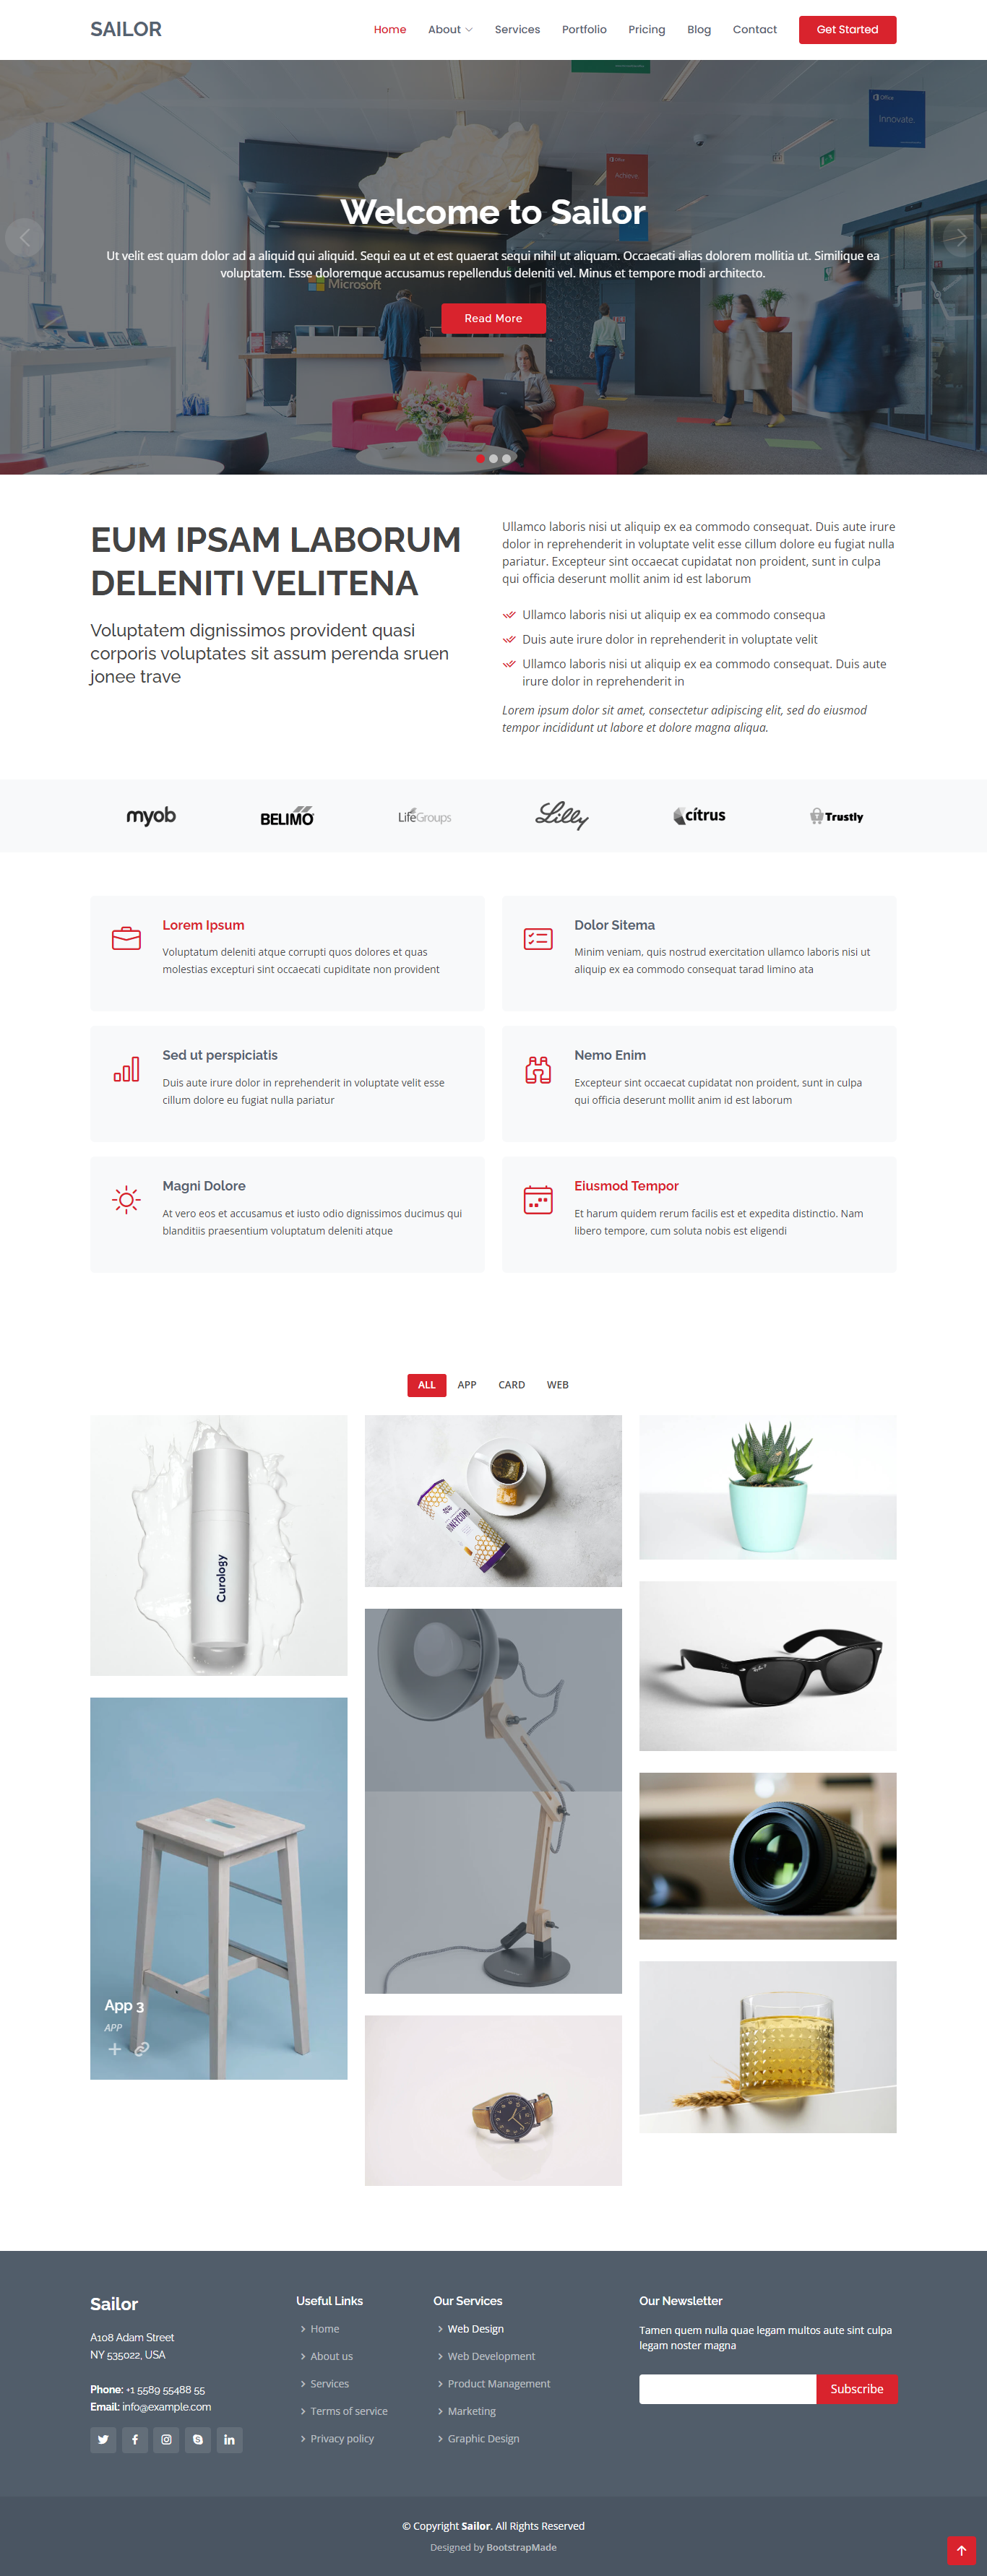 SAILOR
Home
About
Services
Portfolio
Pricing
Blog
Contact
Get Started
Office
Innovate.
Office
Achieve
Welcome to Sailor
Ut velit est quam dolor ad a aliquid qui aliquid. Sequi ea ut et est quaerat sequi nihil ut aliquam. Occaecati alias dolorem mollitia ut. Similique ea
voluptatem. Esse doloremque accusamus repellendus deleniti vel. Minus et tempore modi architecto.
Microsoft
Read More
EUM IPSAM LABORUM
DELENITI VELITENA
Voluptatem dignissimos provident quasi
corporis voluptates sit assum perenda sruen
jonee trave
Ullamco laboris nisi ut aliquip ex ea commodo consequat. Duis aute irure
dolor in reprehenderit in voluptate velit esse cillum dolore eu fugiat nulla
pariatur. Excepteur sint occaecat cupidatat non proident, sunt in culpa
qui officia deserunt mollit anim id est laborum
Ullamco laboris nisi ut aliquip ex ea commodo consequa
Duis aute irure dolor in reprehenderit in voluptate velit
Ullamco laboris nisi ut aliquip ex ea commodo consequat. Duis aute
irure dolor in reprehenderit in
Lorem ipsum dolor sit amet, consectetur adipiscing elit, sed do eiusmod
tempor incididunt ut labore et dolore magna aliqua.
myob
BELIMO
LifeGroups
Lilly
citrus
Trustly
Lorem Ipsum
Voluptatum deleniti atque corrupti quos dolores et quas
molestias excepturi sint occaecati cupiditate non provident
Dolor Sitema
Minim veniam, quis nostrud exercitation ullamco laboris nisi ut
aliquip ex ea commodo consequat tarad limino ata
Sed ut perspiciatis
Duis aute irure dolor in reprehenderit in voluptate velit esse
cillum dolore eu fugiat nulla pariatur
Nemo Enim
Excepteur sint occaecat cupidatat non proident, sunt in culpa
qui officia deserunt mollit anim id est laborum
Magni Dolore
At vero eos et accusamus et iusto odio dignissimos ducimus qui
blanditiis praesentium voluptatum deleniti atque
Eiusmod Tempor
Et harum quidem rerum facilis est et expedita distinctio. Nam
libero tempore, cum soluta nobis est eligendi
ALL
APP
CARD
WEB
Curology
HONEYCOMB
Ray-Ban
App 3
APP
Sailor
A108 Adam Street
NY 535022, USA
Phone: +1 5589 55488 55
Email: info@example.com
Useful Links
Home
About us
Services
Terms of service
Privacy policy
Our Services
Web Design
Web Development
Product Management
Marketing
Graphic Design
Our Newsletter
Tamen quem nulla quae legam multos aute sint culpa
legam noster magna
Subscribe
© Copyright Sailor. All Rights Reserved
Designed by BootstrapMade